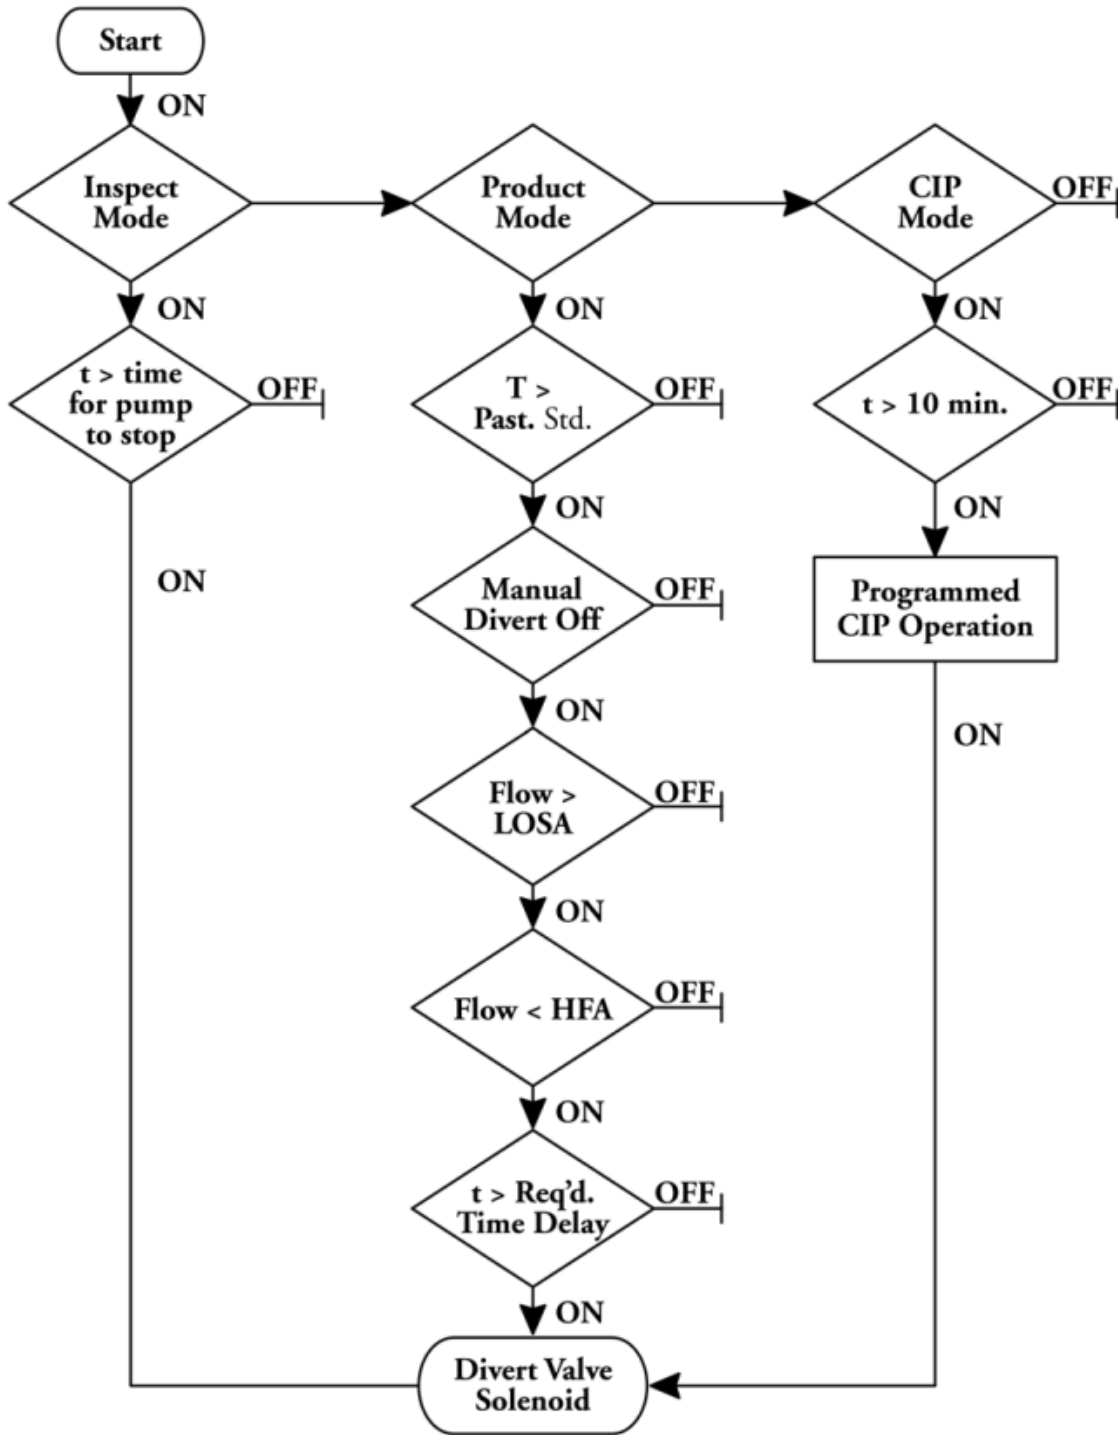 Start
ON
Inspect
Mode
Product
Mode
CIP
Mode
OFF
ON
ON
ON
t > time
for pump
to stop
OFF
T >
Past. Std.
OFF
t > 10 min.
OFF
ON
ON
ON
Manual
Divert Off
OFF
Programmed
CIP Operation
ON
ON
Flow >
LOSA
OFF
ON
Flow < HFA
OFF
ON
t > Req’d.
Time Delay
OFF
ON
Divert Valve
Solenoid